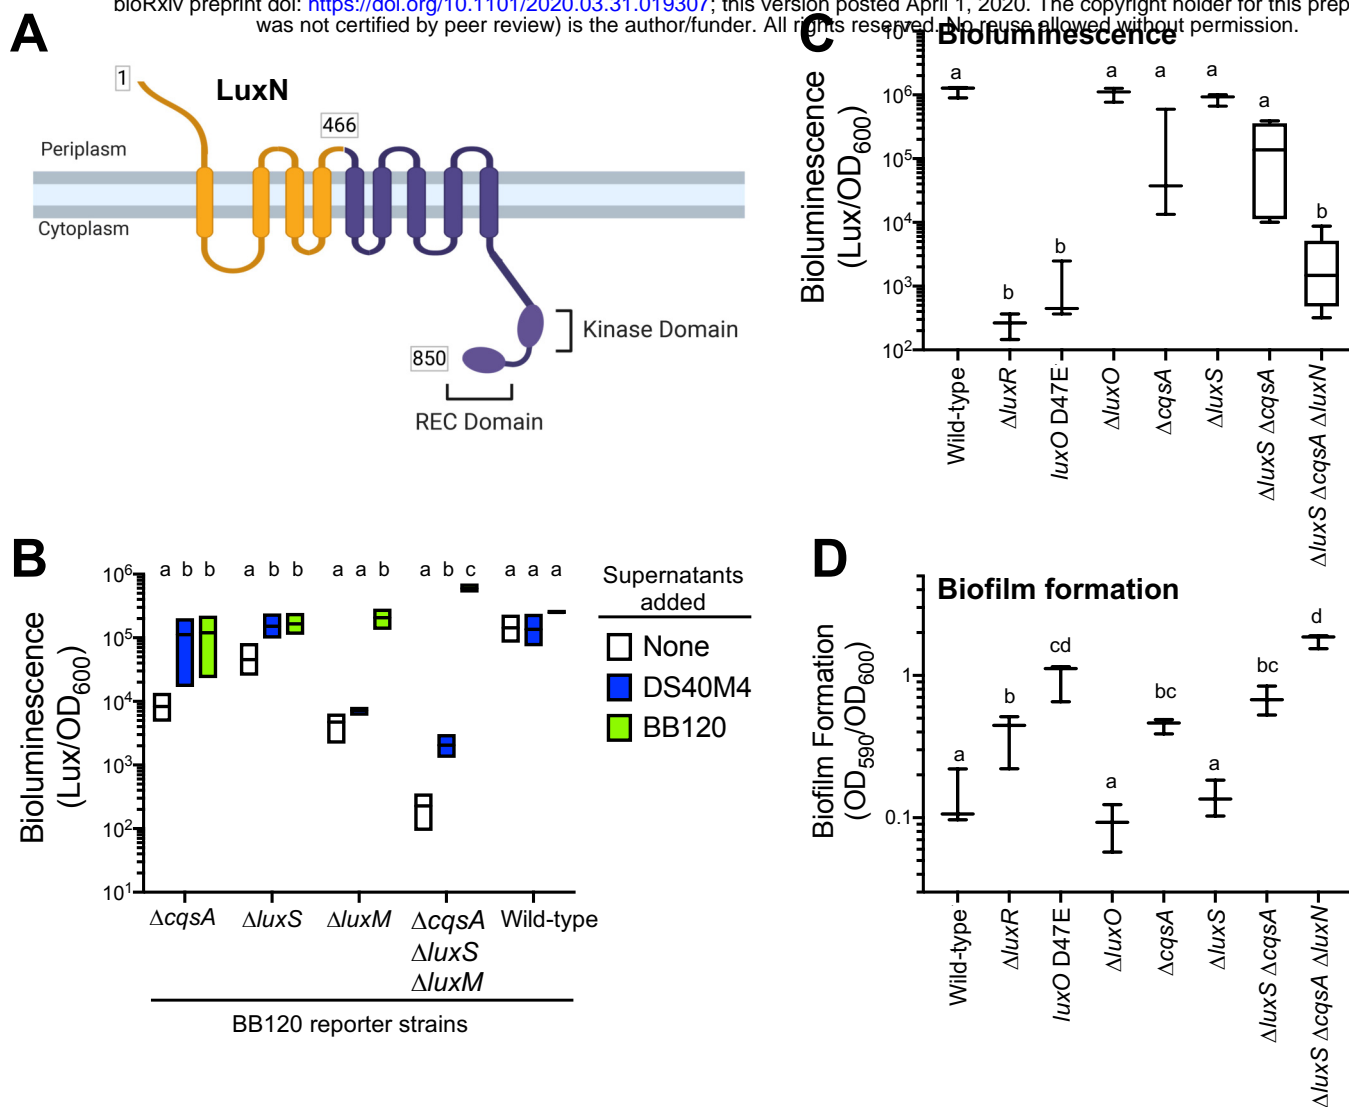 bioRxiv preprint doi: https://doi.org/10.1101/2020.03.31.019307; this version posted April 1, 2020. The copyright holder for this prep
was not certified by peer review) is the author/funder. All rights reserved. No reuse allowed without permission.
A
1
LuxN
466
Periplasm
Cytoplasm
Kinase Domain
850
REC Domain
B
Bioluminescence
(Lux/OD600)
10^6
10^5
10^4
10^3
10^2
10^1
a b b a b b a a b a b c a a a
Supernatants
added
None
DS40M4
BB120
ΔcqsA
ΔluxS
ΔluxM
ΔcqsA
ΔluxS
ΔluxM
Wild-type
BB120 reporter strains
C
Bioluminescence
Bioluminescence
(Lux/OD600)
10^7
10^6
10^5
10^4
10^3
10^2
a b b a a a a b
Wild-type
ΔluxR
luxO D47E
ΔluxO
ΔcqsA
ΔluxS
ΔluxS ΔcqsA
ΔluxS ΔcqsA ΔluxN
D
Biofilm formation
Biofilm Formation
(OD590/OD600)
1
0.1
a b cd a bc a bc d
Wild-type
ΔluxR
luxO D47E
ΔluxO
ΔcqsA
ΔluxS
ΔluxS ΔcqsA
ΔluxS ΔcqsA ΔluxN